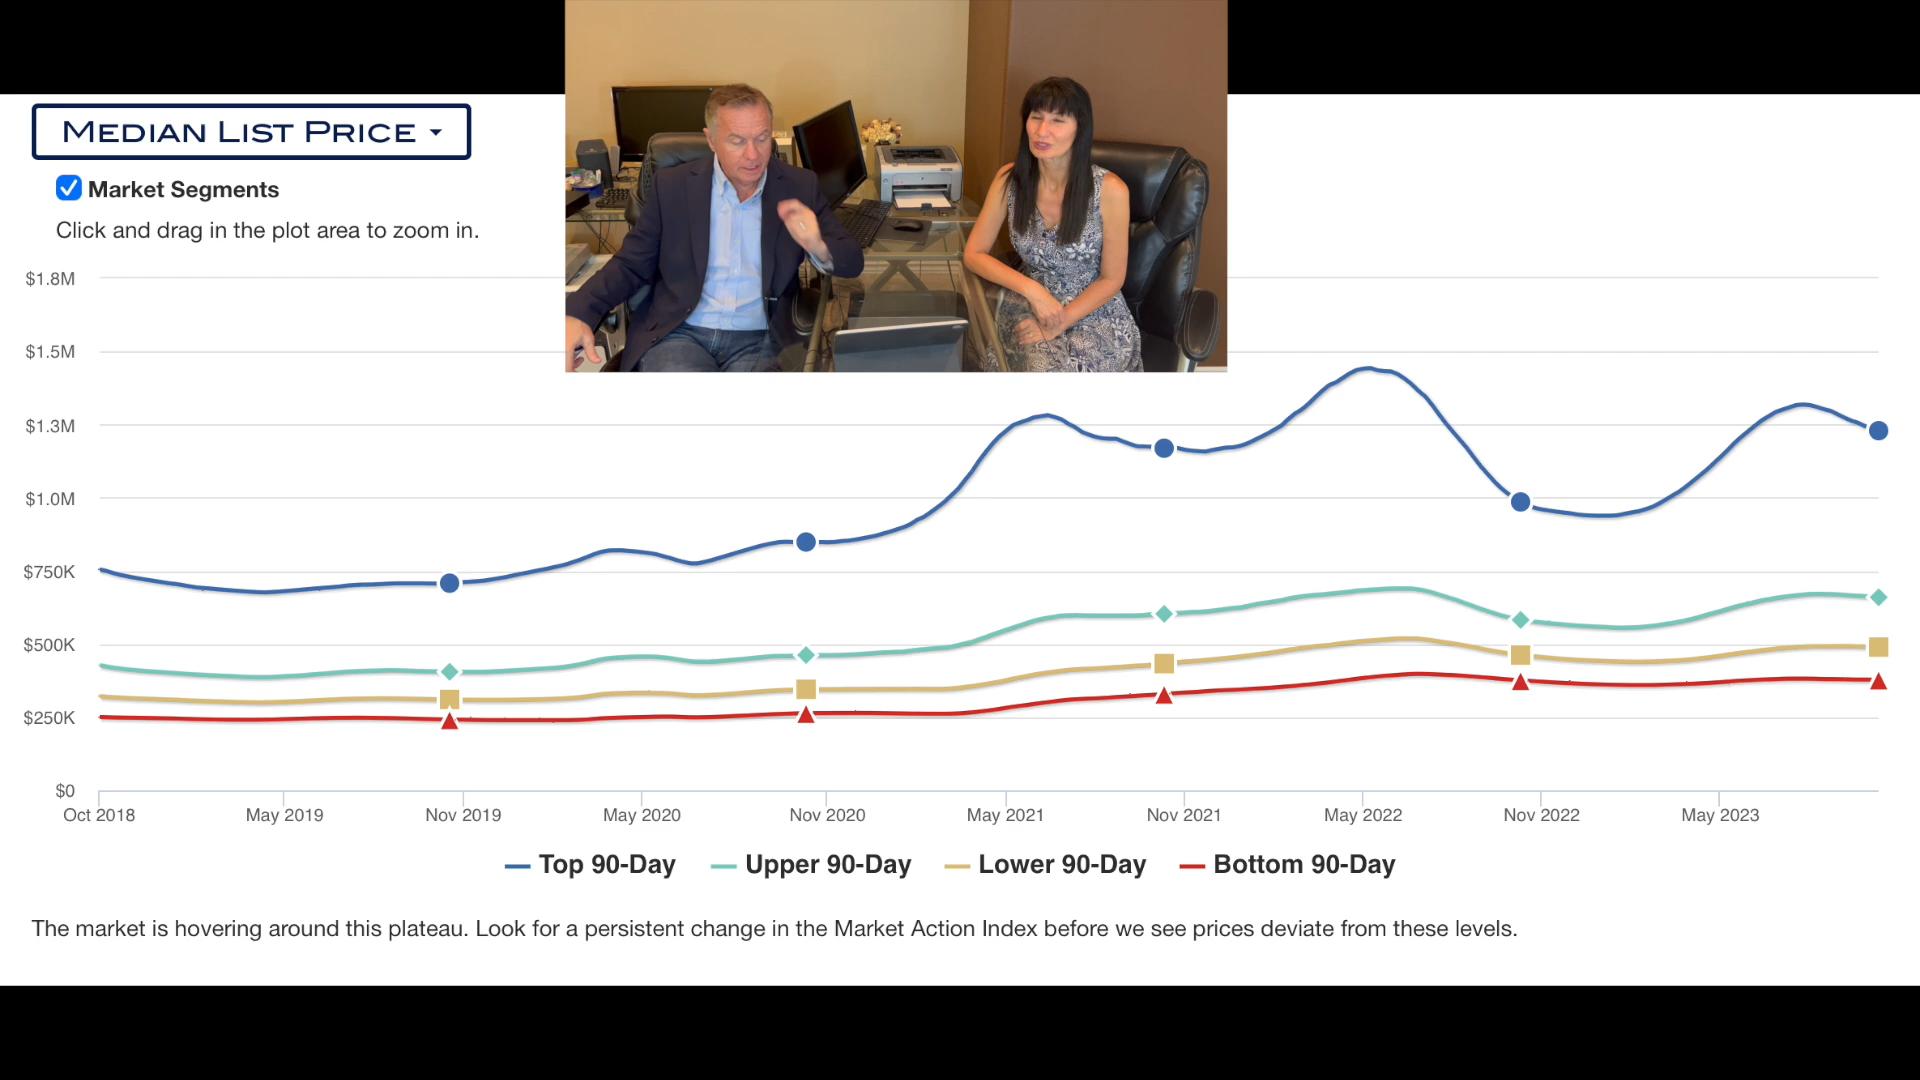 MEDIAN LIST PRICE
Market Segments
Click and drag in the plot area to zoom in.
$1.8M
$1.5M
$1.3M
$1.0M
$750K
$500K
$250K
$0
Oct 2018 May 2019 Nov 2019 May 2020 Nov 2020 May 2021 Nov 2021 May 2022 Nov 2022 May 2023
Top 90-Day Upper 90-Day Lower 90-Day Bottom 90-Day
The market is hovering around this plateau. Look for a persistent change in the Market Action Index before we see prices deviate from these levels.